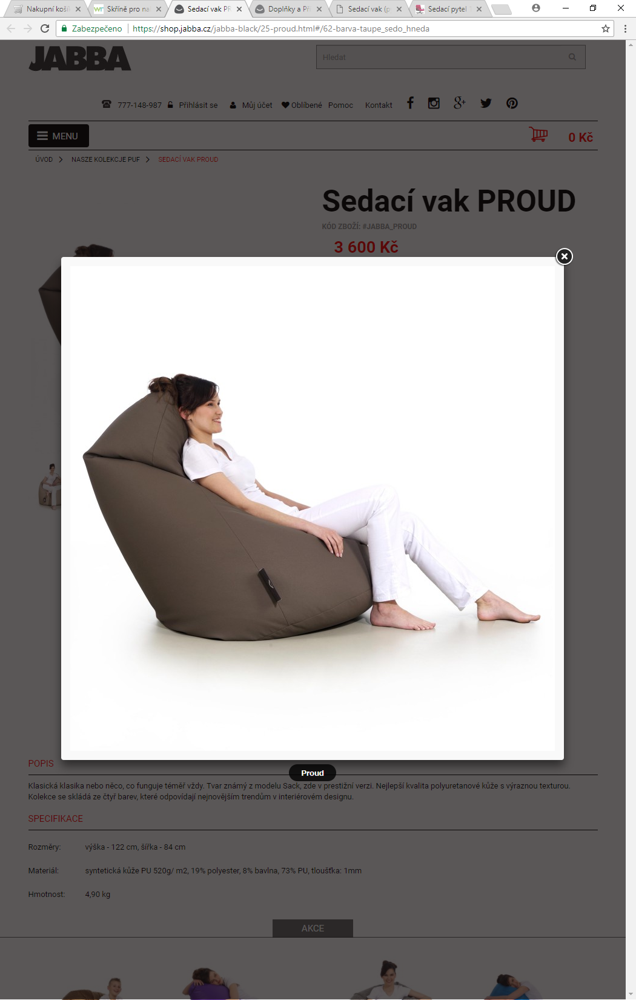 Nakupní koší
Skříně pro na
Sedací vak PR
Doplňky a Pří
Sedací vak (p
Sedací pytel
Zabezpečeno
https://shop.jabba.cz/jabba-black/25-proud.html#/62-barva-taupe_sedo_hneda
JABBA
Hledat
777-148-987 Přihlásit se Můj účet Oblíbené Pomoc Kontakt
MENU
0 Kč
ÚVOD > NASZE KOLEKCJE PUF > SEDACÍ VAK PROUD
Sedací vak PROUD
KÓD ZBOŽÍ: #JABBA_PROUD
3 600 Kč
POPIS
Proud
Klasická klasika nebo něco, co funguje téměř vždy. Tvar známý z modelu Sack, zde v prestižní verzi. Nejlepší kvalita polyuretanové kůže s výraznou texturou.
Kolekce se skládá ze čtyř barev, které odpovídají nejnovějším trendům v interiérovém designu.
SPECIFIKACE
Rozměry: výška - 122 cm, šířka - 84 cm
Materiál: syntetická kůže PU 520g/ m2, 19% polyester, 8% bavlna, 73% PU, tloušťka: 1mm
Hmotnost: 4,90 kg
AKCE